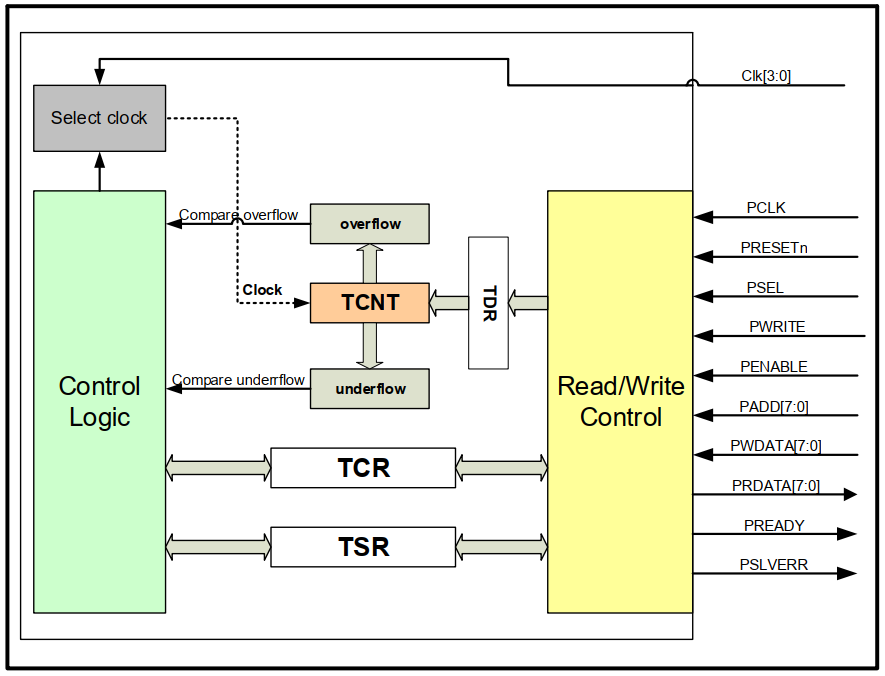 Clk[3:0]
Select clock
PCLK
Compare overflow
overflow
PRESETn
Clock
TCNT
TDR
PSEL
PWRITE
Control
Logic
Compare underrflow
underflow
Read/Write
Control
PENABLE
PADD[7:0]
PWDATA[7:0]
TCR
PRDATA[7:0]
PREADY
TSR
PSLVERR